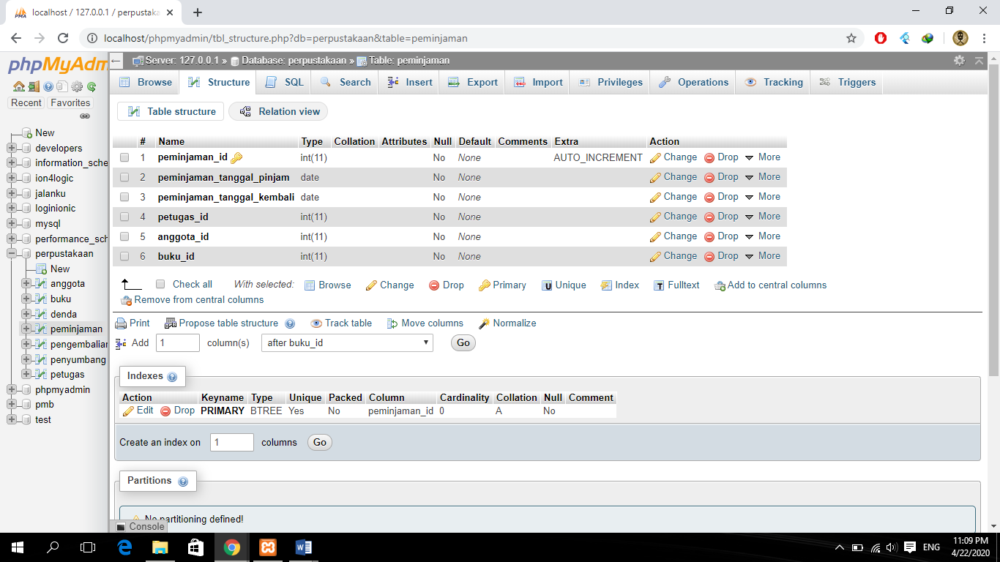 localhost / 127.0.0.1 / perpustaka
localhost/phpmyadmin/tbl_structure.php?db=perpustakaan&table=peminjaman
phpMyAdm
Recent Favorites
New
developers
information_sche
ion4logic
jalanku
loginionic
mysql
performance_sch
perpustakaan
New
anggota
buku
denda
peminjaman
pengembalian
penyumbang
petugas
phpmyadmin
pmb
test
Server: 127.0.0.1 » Database: perpustakaan » Table: peminjaman
Browse Structure SQL Search Insert Export Import Privileges Operations Tracking Triggers
Table structure Relation view
# Name Type Collation Attributes Null Default Comments Extra Action
1 peminjaman_id int(11) No None AUTO_INCREMENT Change Drop More
2 peminjaman_tanggal_pinjam date No None Change Drop More
3 peminjaman_tanggal_kembali date No None Change Drop More
4 petugas_id int(11) No None Change Drop More
5 anggota_id int(11) No None Change Drop More
6 buku_id int(11) No None Change Drop More
Check all With selected: Browse Change Drop Primary Unique Index Fulltext Add to central columns
Remove from central columns
Print Propose table structure Track table Move columns Normalize
Add 1 column(s) after buku_id Go
Indexes
Action Keyname Type Unique Packed Column Cardinality Collation Null Comment
Edit Drop PRIMARY BTREE Yes No peminjaman_id 0 A No
Create an index on 1 columns Go
Partitions
No partitioning defined!
Console
ENG
11:09 PM
4/22/2020